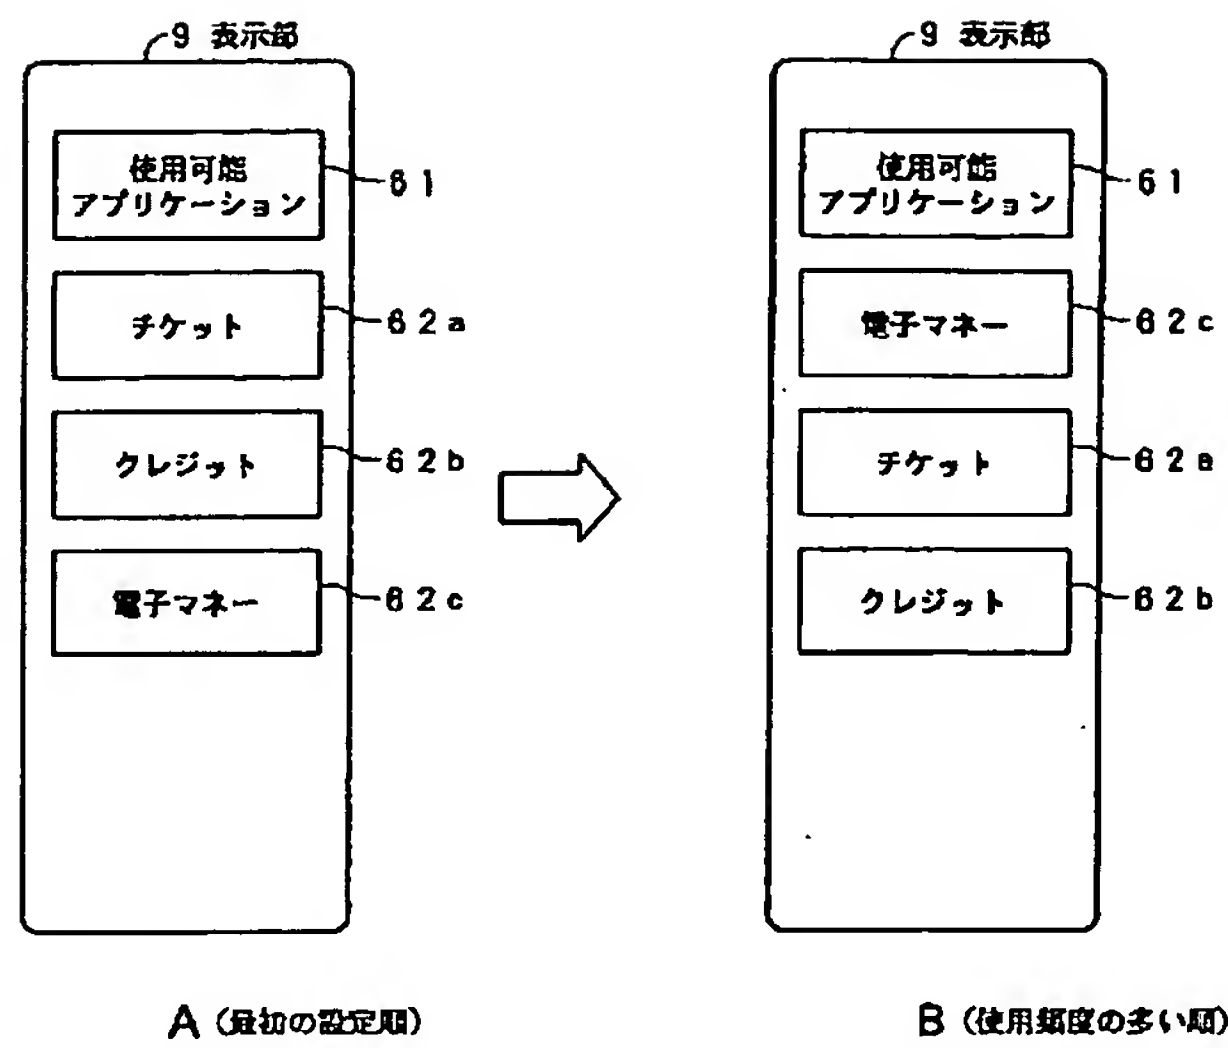 9 表示部
使用可能
アプリケーション
61
チケット
62a
クレジット
62b
電子マネー
62c
A(最初の設定順)
9 表示部
使用可能
アプリケーション
61
電子マネー
62c
チケット
62a
クレジット
62b
B(使用頻度の多い順)